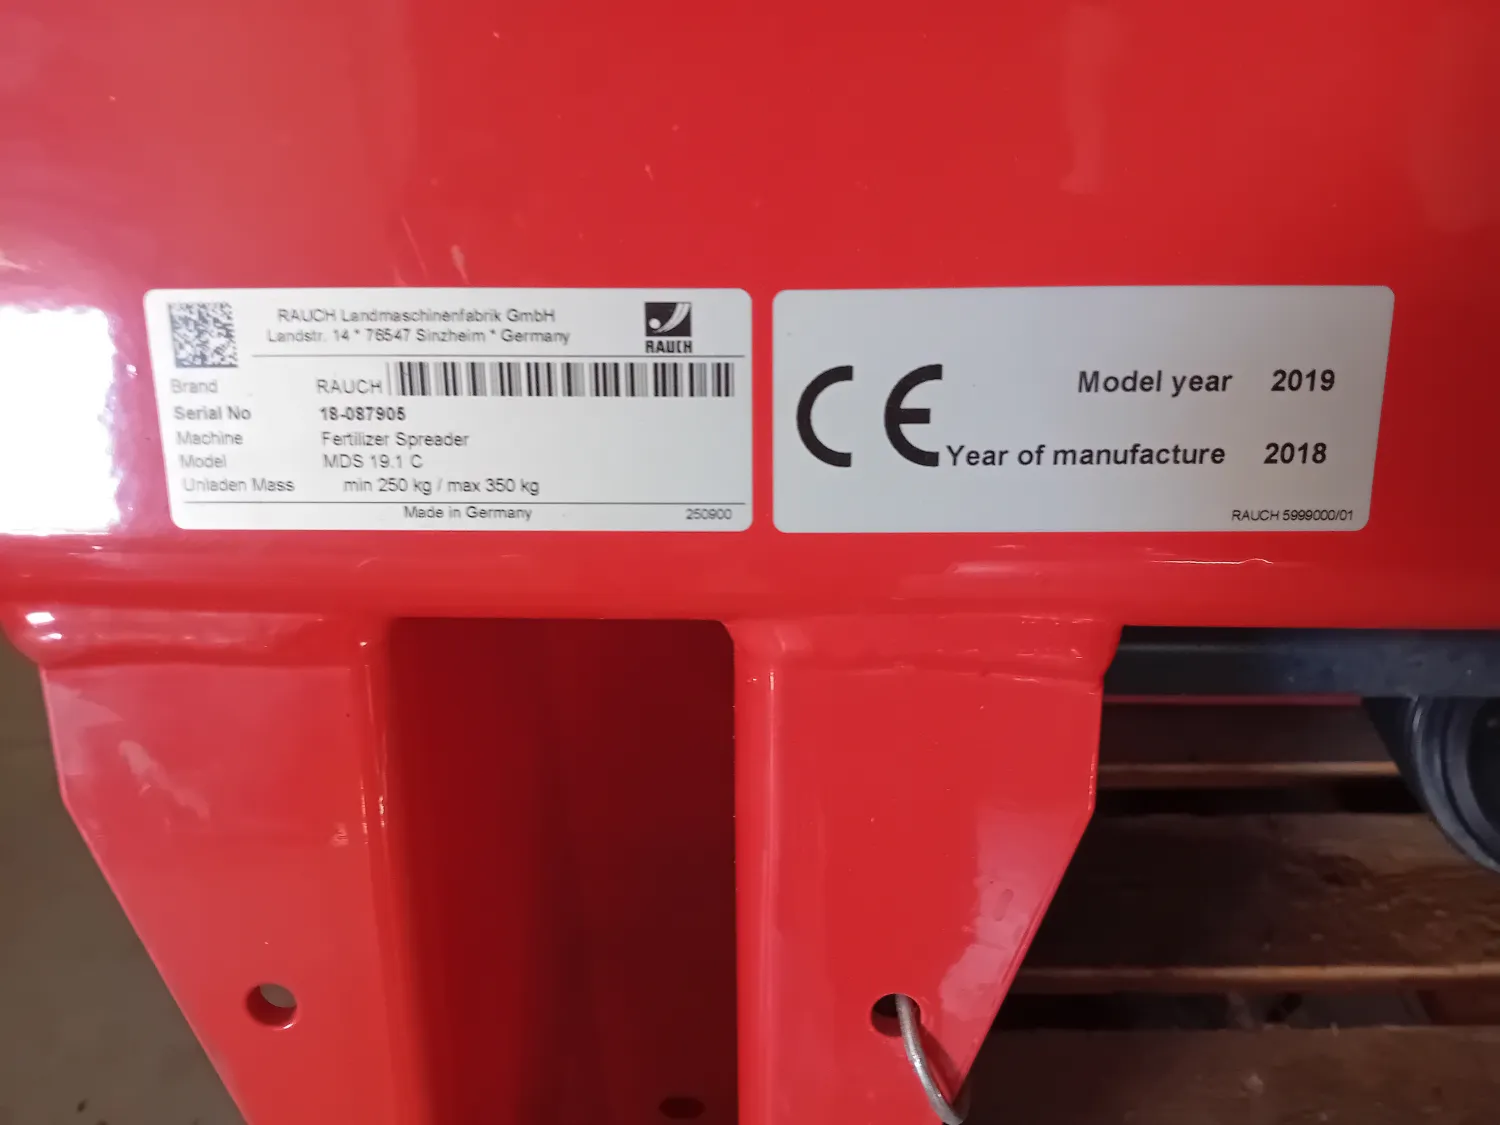 RAUCH Landmaschinenfabrik GmbH
Landstr. 14 * 76547 Sinzheim * Germany
RAUCH
Brand RAUCH
Serial No 18-087905
Machine Fertilizer Spreader
Model MDS 19.1 C
Unladen Mass min 250 kg / max 350 kg
Made in Germany 250900
CE
Model year 2019
Year of manufacture 2018
RAUCH 5999000/01